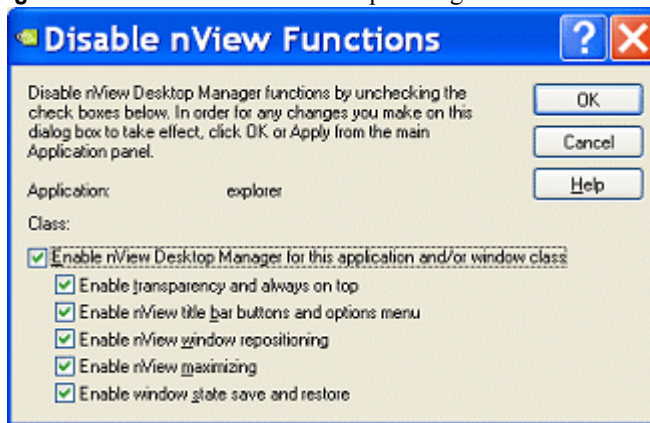 Disable nView Functions
Disable nView Desktop Manager functions by unchecking the
check boxes below. In order for any changes you make on this
dialog box to take effect, click OK or Apply from the main
Application panel.
OK
Cancel
Help
Application: explorer
Class:
Enable nView Desktop Manager for this application and/or window class
Enable transparency and always on top
Enable nView title bar buttons and options menu
Enable nView window repositioning
Enable nView maximizing
Enable window state save and restore